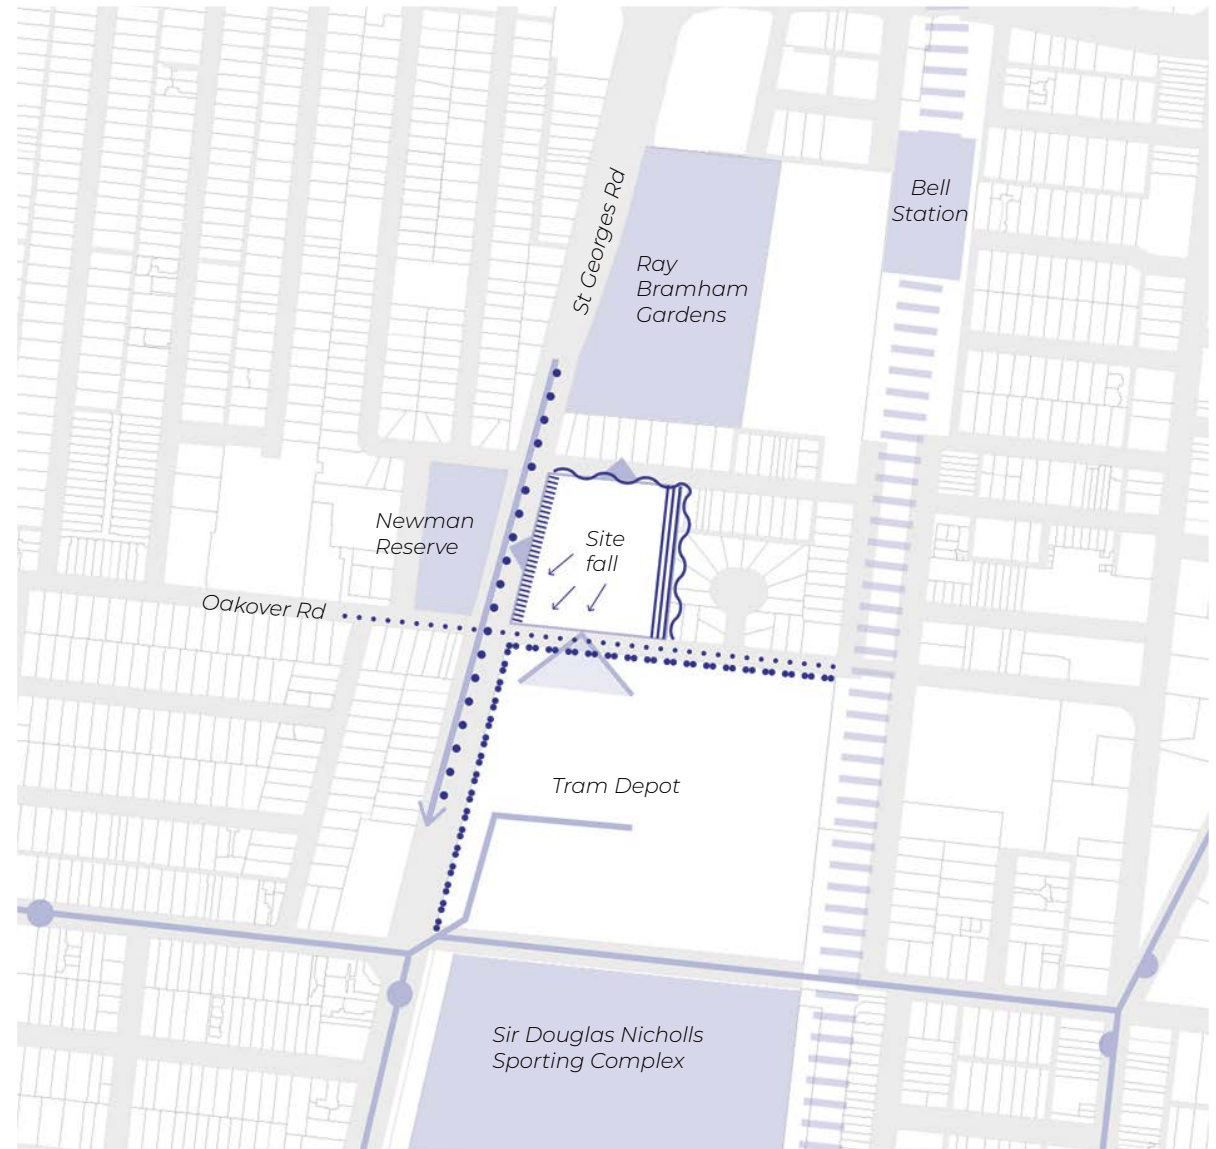 Bell
Station
St Georges Rd
Ray
Bramham
Gardens
Newman
Reserve
Site
fall
Oakover Rd
Tram Depot
Sir Douglas Nicholls
Sporting Complex